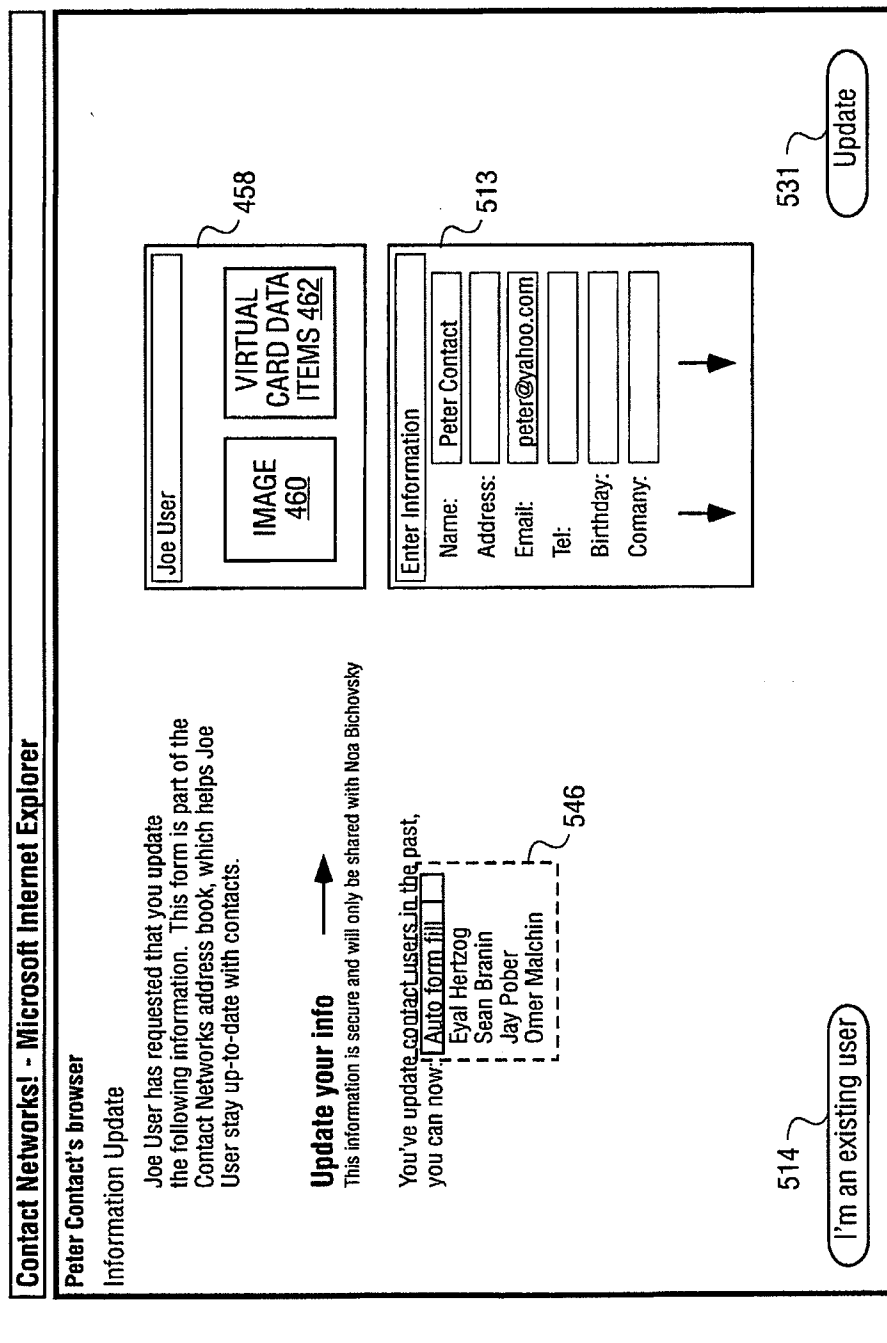 Contact Networks! - Microsoft Internet Explorer
Peter Contact's browser
Information Update
Joe User has requested that you update
the following information. This form is part of the
Contact Networks address book, which helps Joe
User stay up-to-date with contacts.
Update your info
This information is secure and will only be shared with Noa Bichovsky
You've update contact users in the past,
you can now:
Auto form fill
Eyal Hertzog
Sean Branin
Jay Pober
Omer Malchin
546
514
I'm an existing user
Joe User
458
IMAGE
460
VIRTUAL
CARD DATA
ITEMS 462
513
Enter Information
Name: Peter Contact
Address:
Email: peter@yahoo.com
Tel:
Birthday:
Comany:
531
Update